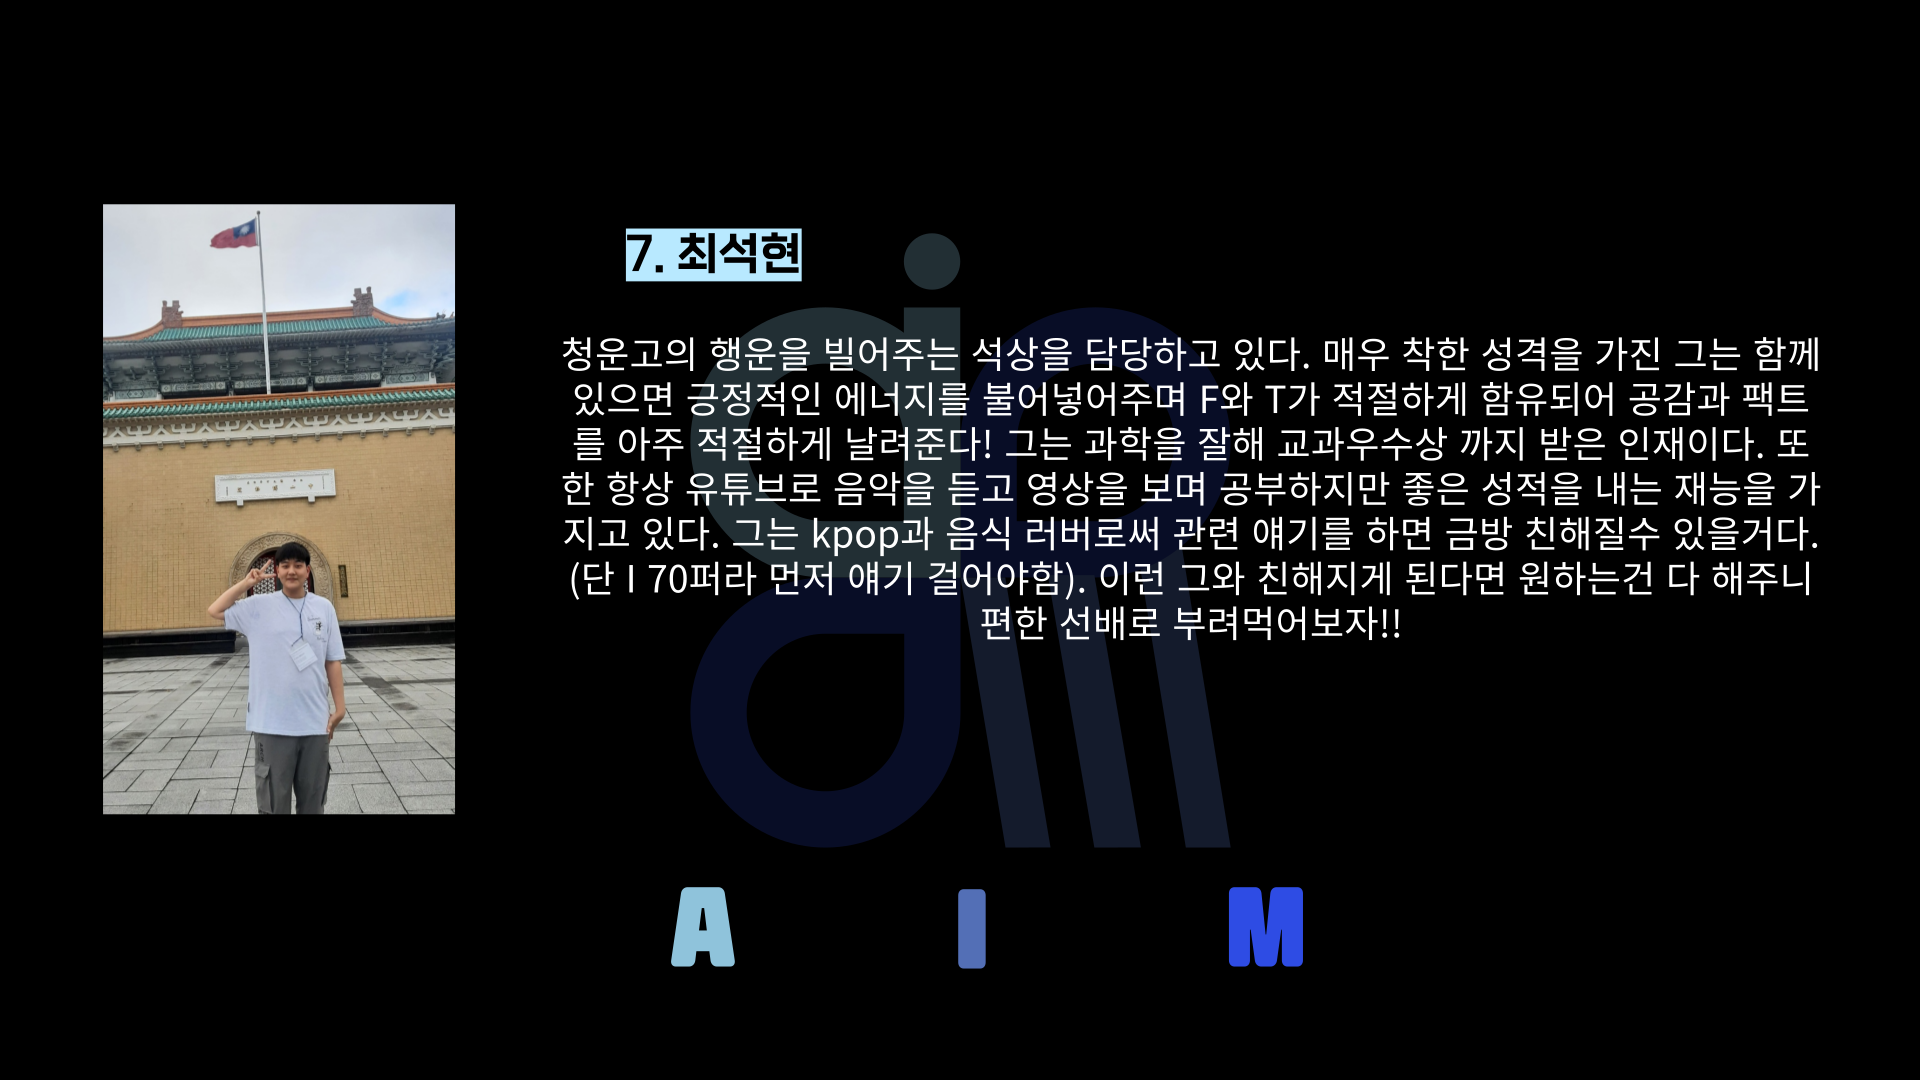 7. 최석현
청운고의 행운을 빌어주는 석상을 담당하고 있다. 매우 착한 성격을 가진 그는 함께
있으면 긍정적인 에너지를 불어넣어주며 F와 T가 적절하게 함유되어 공감과 팩트
를 아주 적절하게 날려준다! 그는 과학을 잘해 교과우수상 까지 받은 인재이다. 또
한 항상 유튜브로 음악을 듣고 영상을 보며 공부하지만 좋은 성적을 내는 재능을 가
지고 있다. 그는 kpop과 음식 러버로써 관련 얘기를 하면 금방 친해질수 있을거다.
(단 I 70퍼라 먼저 얘기 걸어야함). 이런 그와 친해지게 된다면 원하는건 다 해주니
편한 선배로 부려먹어보자!!
A I M